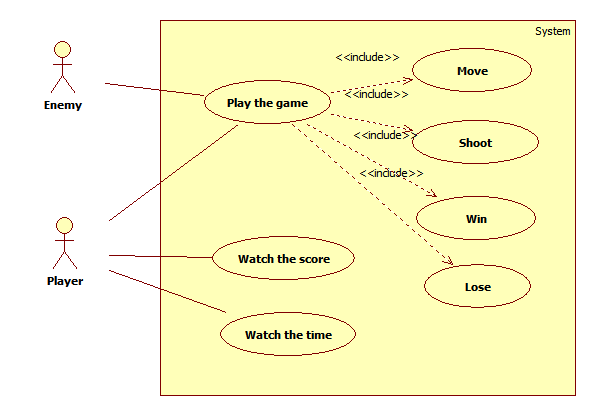 System
<<include>>
Move
<<include>>
Enemy
Play the game
<<include>>
Shoot
<<include>>
Win
Player
Watch the score
Lose
Watch the time